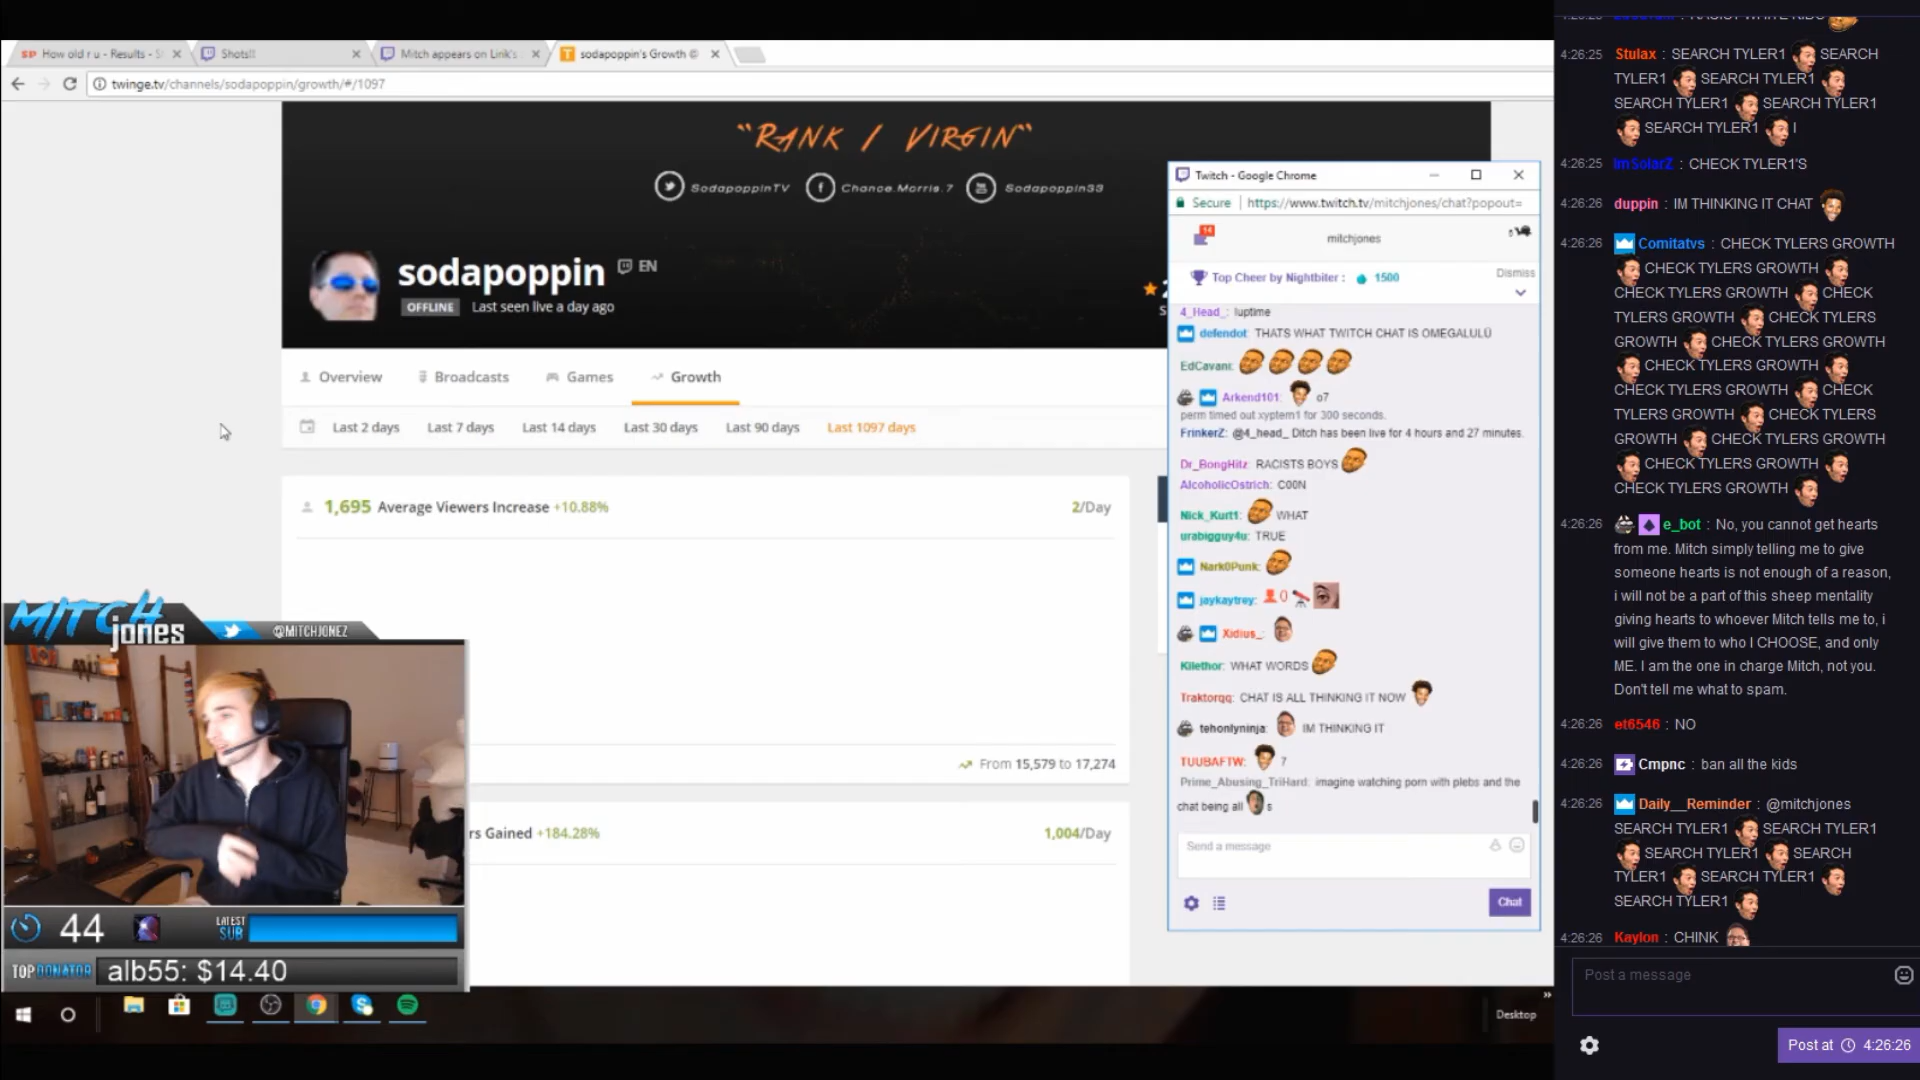 How old r u - Results - S
Shots!!
Mitch appears on Link's
sodapoppin's Growth ©
twinge.tv/channels/sodapoppin/growth/#/1097
"RANK / VIRGIN"
SodapoppinTV
Chance.Morris.7
Sodapoppin33
sodapoppin EN
OFFLINE Last seen live a day ago
Overview
Broadcasts
Games
Growth
Last 2 days
Last 7 days
Last 14 days
Last 30 days
Last 90 days
Last 1097 days
1,695 Average Viewers Increase +10.88%
2/Day
From 15,579 to 17,274
rs Gained +184.28%
1,004/Day
MITCH
jones
@MITCHJONEZ
44
LATEST
SUB
TOP DONATOR alb55: $14.40
Desktop
Twitch - Google Chrome
Secure https://www.twitch.tv/mitchjones/chat?popout=
14
mitchjones
Top Cheer by Nightbiter : 1500
Dismiss
4_Head_: !uptime
defendot: THATS WHAT TWITCH CHAT IS OMEGALULÜ
EdCavani:
Arkend101: o7
perm timed out xyptem1 for 300 seconds.
FrinkerZ: @4_head_ Ditch has been live for 4 hours and 27 minutes.
Dr_BongHitz: RACISTS BOYS
AlcoholicOstrich: C00N
Nick_Kurt1: WHAT
urabigguy4u: TRUE
Nark0Punk:
jaykaytrey: 0
Xidius_:
Kilethor: WHAT WORDS
Traktorqq: CHAT IS ALL THINKING IT NOW
tehonlyninja: IM THINKING IT
TUUBAFTW: 7
Prime_Abusing_TriHard: imagine watching porn with plebs and the
chat being all s
Send a message
Chat
4:26:25 Stulax : SEARCH TYLER1 SEARCH
TYLER1 SEARCH TYLER1
SEARCH TYLER1 SEARCH TYLER1
SEARCH TYLER1 I
4:26:25 ImSolarZ : CHECK TYLER1'S
4:26:26 duppin : IM THINKING IT CHAT
4:26:26 Comitatvs : CHECK TYLERS GROWTH
CHECK TYLERS GROWTH
CHECK TYLERS GROWTH CHECK
TYLERS GROWTH CHECK TYLERS
GROWTH CHECK TYLERS GROWTH
CHECK TYLERS GROWTH
CHECK TYLERS GROWTH CHECK
TYLERS GROWTH CHECK TYLERS
GROWTH CHECK TYLERS GROWTH
CHECK TYLERS GROWTH
CHECK TYLERS GROWTH
4:26:26 e_bot : No, you cannot get hearts
from me. Mitch simply telling me to give
someone hearts is not enough of a reason,
i will not be a part of this sheep mentality
giving hearts to whoever Mitch tells me to, i
will give them to who I CHOOSE, and only
ME. I am the one in charge Mitch, not you.
Don't tell me what to spam.
4:26:26 et6546 : NO
4:26:26 Cmpnc : ban all the kids
4:26:26 Daily__Reminder : @mitchjones
SEARCH TYLER1 SEARCH TYLER1
SEARCH TYLER1 SEARCH
TYLER1 SEARCH TYLER1
SEARCH TYLER1
4:26:26 Kaylon : CHINK
Post a message
Post at 4:26:26